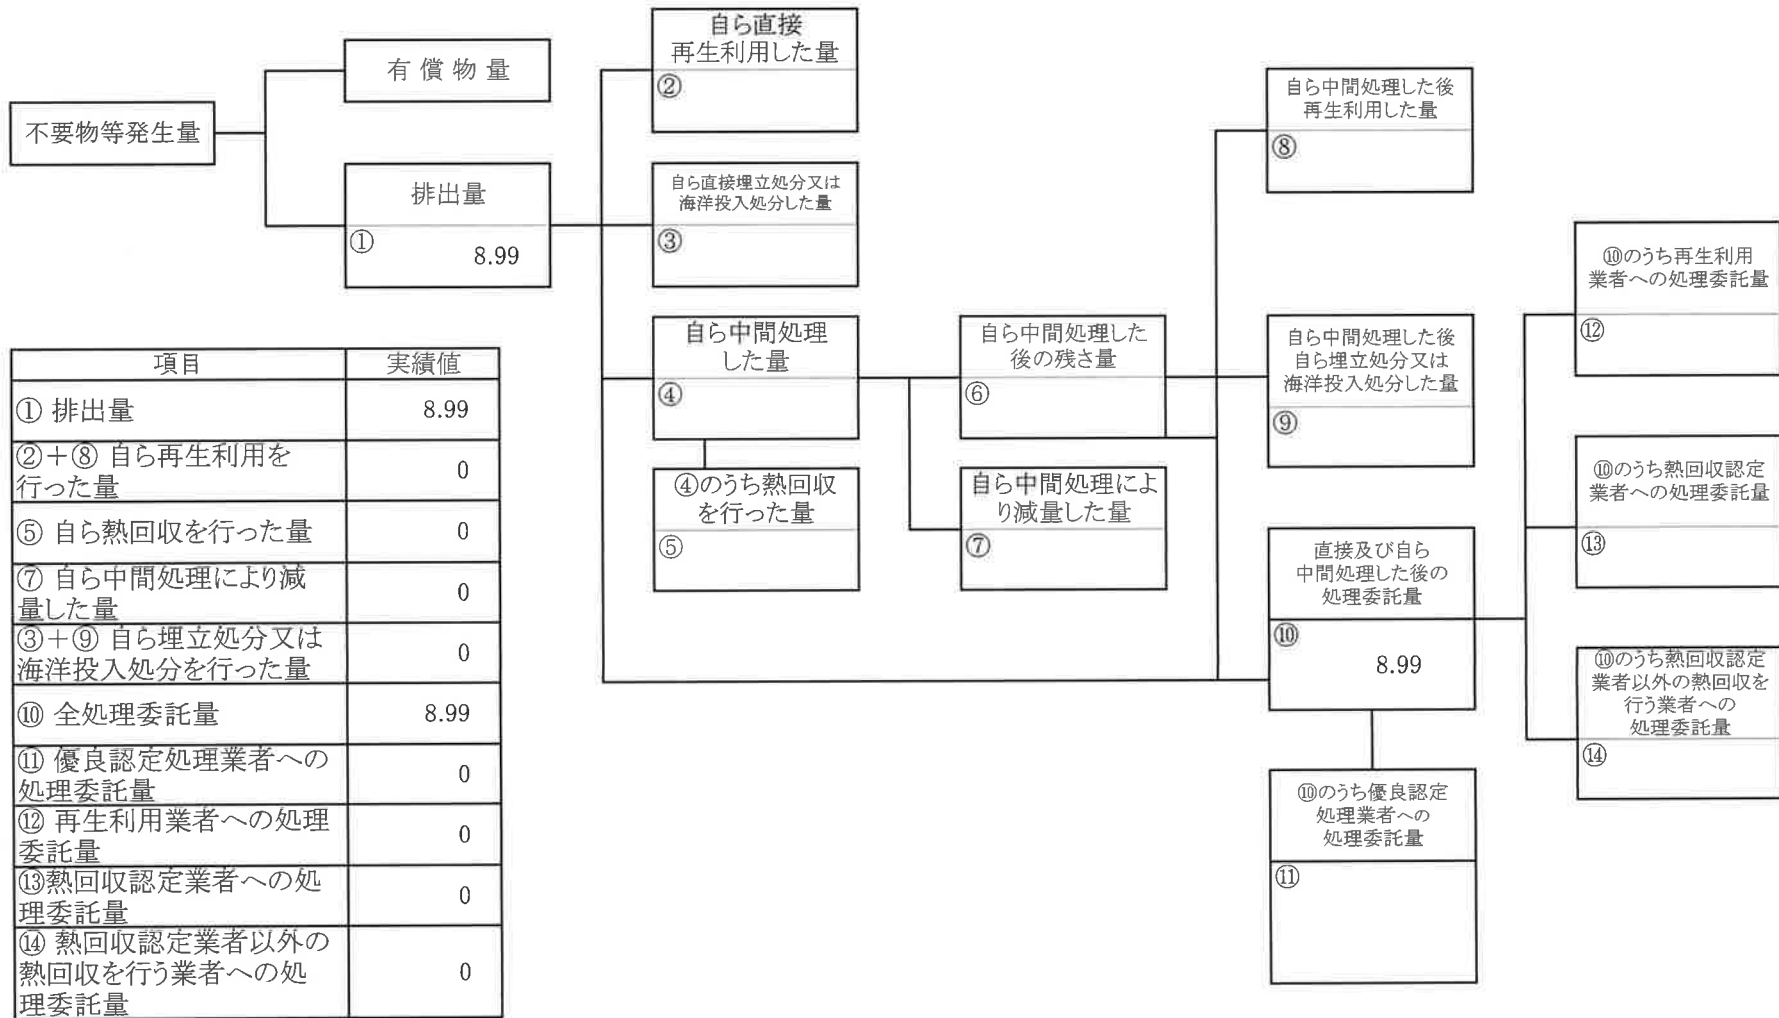 不要物等発生量
有償物量
排出量
①
8.99
自ら直接
再生利用した量
②
自ら直接埋立処分又は
海洋投入処分した量
③
自ら中間処理
した量
④
④のうち熱回収
を行った量
⑤
自ら中間処理した
後の残さ量
⑥
自ら中間処理によ
り減量した量
⑦
自ら中間処理した後
再生利用した量
⑧
自ら中間処理した後
自ら埋立処分又は
海洋投入処分した量
⑨
直接及び自ら
中間処理した後の
処理委託量
⑩
8.99
⑩のうち優良認定
処理業者への
処理委託量
⑪
⑩のうち再生利用
業者への処理委託量
⑫
⑩のうち熱回収認定
業者への処理委託量
⑬
⑩のうち熱回収認定
業者以外の熱回収を
行う業者への
処理委託量
⑭
項目 実績値
① 排出量 8.99
②+⑧ 自ら再生利用を
行った量 0
⑤ 自ら熱回収を行った量 0
⑦ 自ら中間処理により減
量した量 0
③+⑨ 自ら埋立処分又は
海洋投入処分を行った量 0
⑩ 全処理委託量 8.99
⑪ 優良認定処理業者への
処理委託量 0
⑫ 再生利用業者への処理
委託量 0
⑬熱回収認定業者への処
理委託量 0
⑭ 熱回収認定業者以外の
熱回収を行う業者への処
理委託量 0